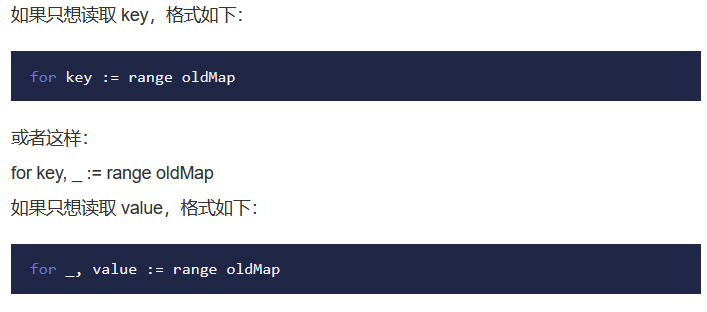 如果只想读取 key，格式如下：
for key := range oldMap
或者这样：
for key, _ := range oldMap
如果只想读取 value，格式如下：
for _, value := range oldMap